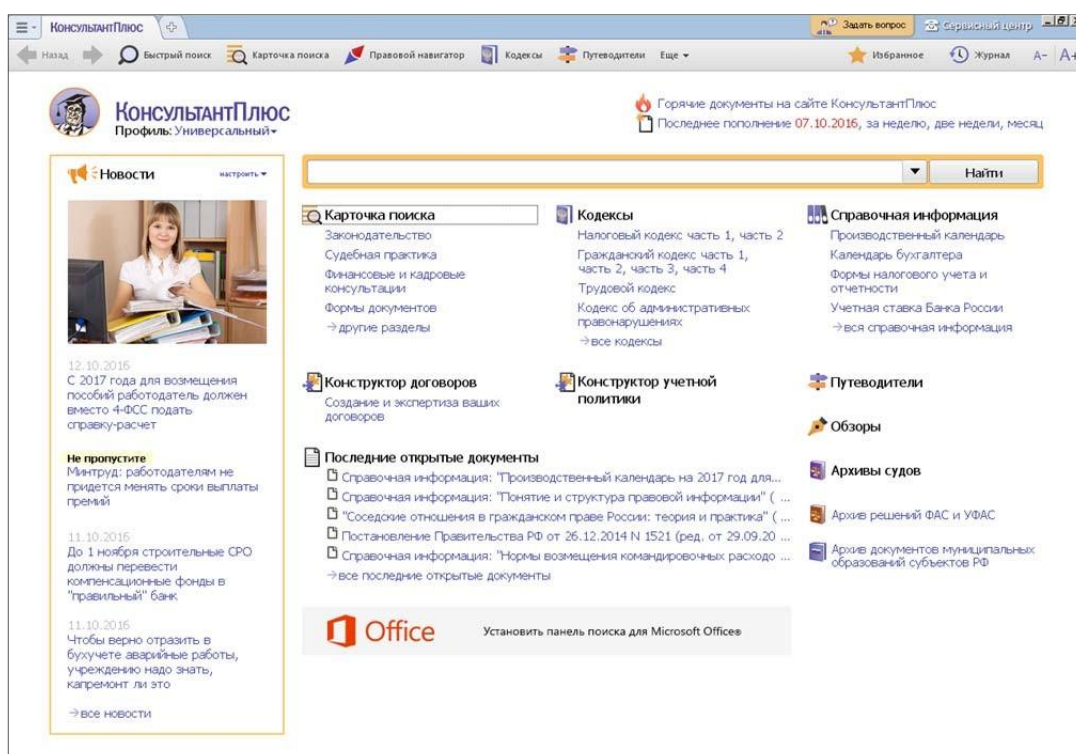 КонсультантПлюс
Задать вопрос
Сервисный центр
Назад
Быстрый поиск
Карточка поиска
Правовой навигатор
Кодексы
Путеводители
Еще
Избранное
Журнал
А-
А+
КонсультантПлюс
Профиль: Универсальный
Горячие документы на сайте КонсультантПлюс
Последнее пополнение 07.10.2016, за неделю, две недели, месяц
Новости
настроить
12.10.2016
С 2017 года для возмещения
пособий работодатель должен
вместо 4-ФСС подать
справку-расчет
Не пропустите
Минтруд: работодателям не
придется менять сроки выплаты
премий
11.10.2016
До 1 ноября строительные СРО
должны перевести
компенсационные фонды в
"правильный" банк
11.10.2016
Чтобы верно отразить в
бухучете аварийные работы,
учреждению надо знать,
капремонт ли это
→все новости
Найти
Карточка поиска
Законодательство
Судебная практика
Финансовые и кадровые
консультации
Формы документов
→другие разделы
Кодексы
Налоговый кодекс часть 1, часть 2
Гражданский кодекс часть 1,
часть 2, часть 3, часть 4
Трудовой кодекс
Кодекс об административных
правонарушениях
→все кодексы
Справочная информация
Производственный календарь
Календарь бухгалтера
Формы налогового учета и
отчетности
Учетная ставка Банка России
→вся справочная информация
Конструктор договоров
Создание и экспертиза ваших
договоров
Конструктор учетной
политики
Путеводители
Обзоры
Архивы судов
Архив решений ФАС и УФАС
Архив документов муниципальных
образований субъектов РФ
Последние открытые документы
Справочная информация: "Производственный календарь на 2017 год для...
Справочная информация: "Понятие и структура правовой информации" ( ...
"Соседские отношения в гражданском праве России: теория и практика" ( ...
Постановление Правительства РФ от 26.12.2014 N 1521 (ред. от 29.09.20 ...
Справочная информация: "Нормы возмещения командировочных расходо ...
→все последние открытые документы
Office
Установить панель поиска для Microsoft Office®